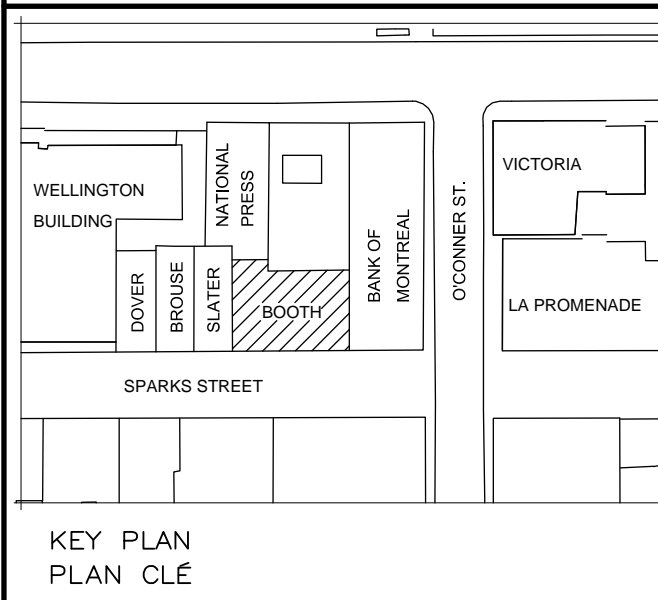 WELLINGTON
BUILDING
NATIONAL
PRESS
BANK OF
MONTREAL
O'CONNER ST.
VICTORIA
DOVER
BROUSE
SLATER
BOOTH
LA PROMENADE
SPARKS STREET
KEY PLAN
PLAN CLÉ